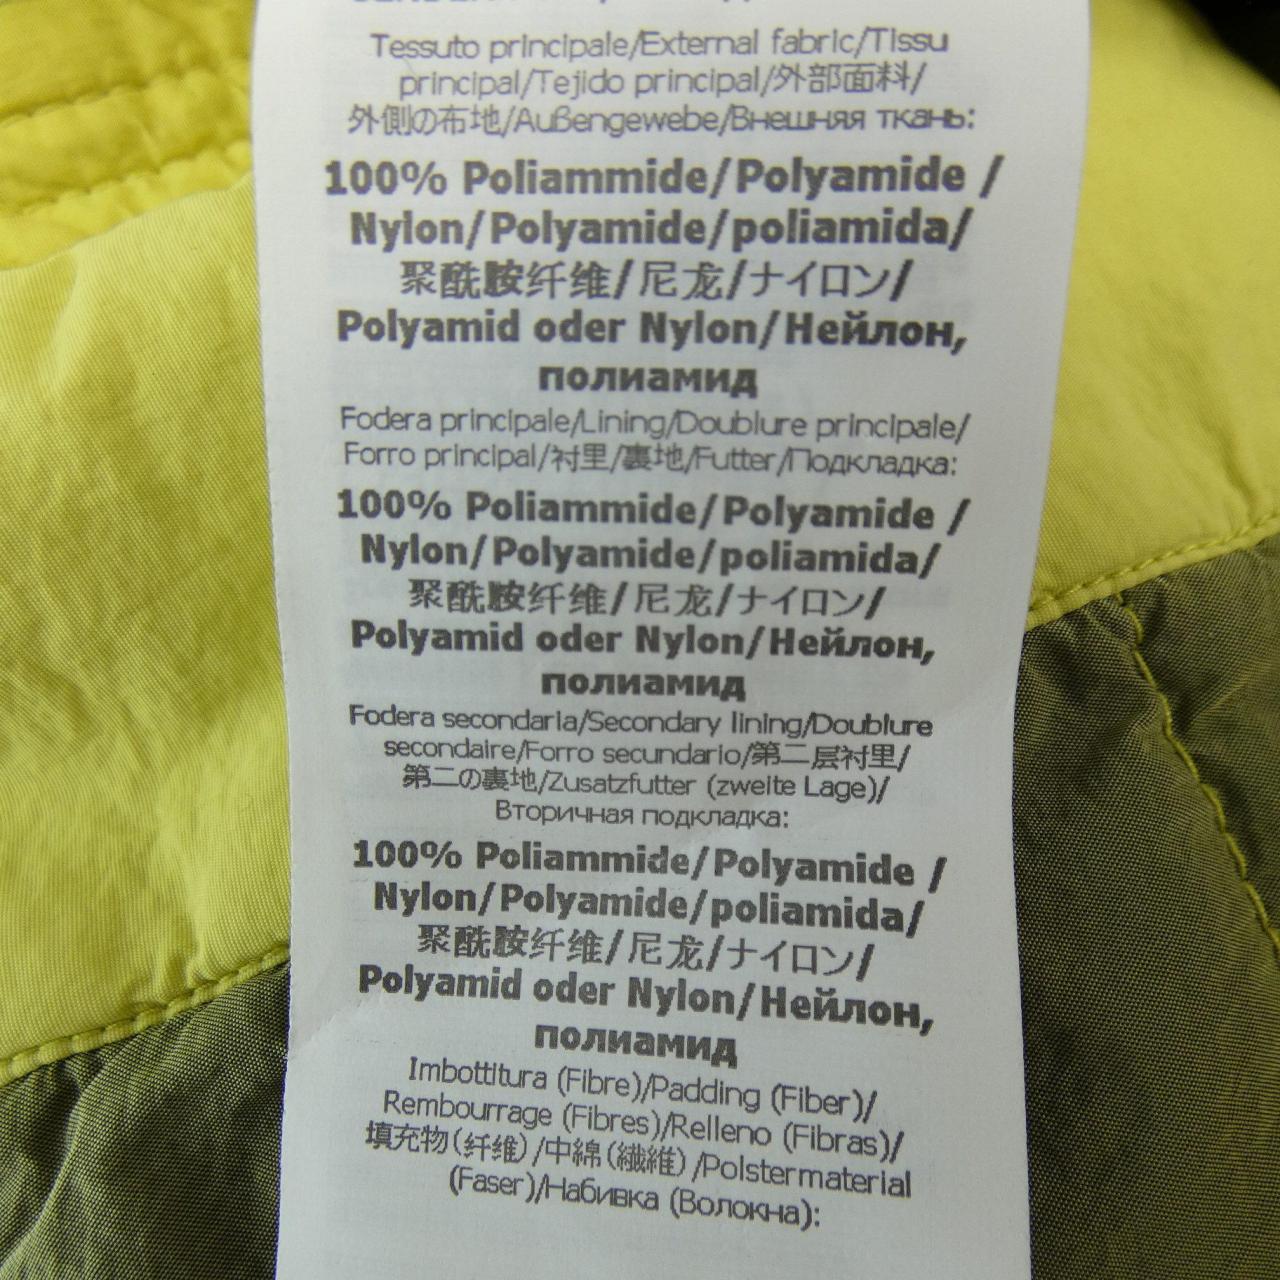 Tessuto principale/External fabric/Tissu
principal/Tejido principal/外部面料/
外側の布地/Außengewebe/Внешняя ткань:
100% Poliammide/Polyamide /
Nylon/Polyamide/poliamida/
聚酰胺纤维/尼龙/ナイロン/
Polyamid oder Nylon/Нейлон,
полиамид
Fodera principale/Lining/Doublure principale/
Forro principal/衬里/裏地/Futter/Подкладка:
100% Poliammide/Polyamide /
Nylon/Polyamide/poliamida/
聚酰胺纤维/尼龙/ナイロン/
Polyamid oder Nylon/Нейлон,
полиамид
Fodera secondaria/Secondary lining/Doublure
secondaire/Forro secundario/第二层衬里/
第二の裏地/Zusatzfutter (zweite Lage)/
Вторичная подкладка:
100% Poliammide/Polyamide /
Nylon/Polyamide/poliamida/
聚酰胺纤维/尼龙/ナイロン/
Polyamid oder Nylon/Нейлон,
полиамид
Imbottitura (Fibre)/Padding (Fiber)/
Rembourrage (Fibres)/Relleno (Fibras)/
填充物(纤维)/中綿(繊維)/Polstermaterial
(Faser)/Набивка (Волокна):